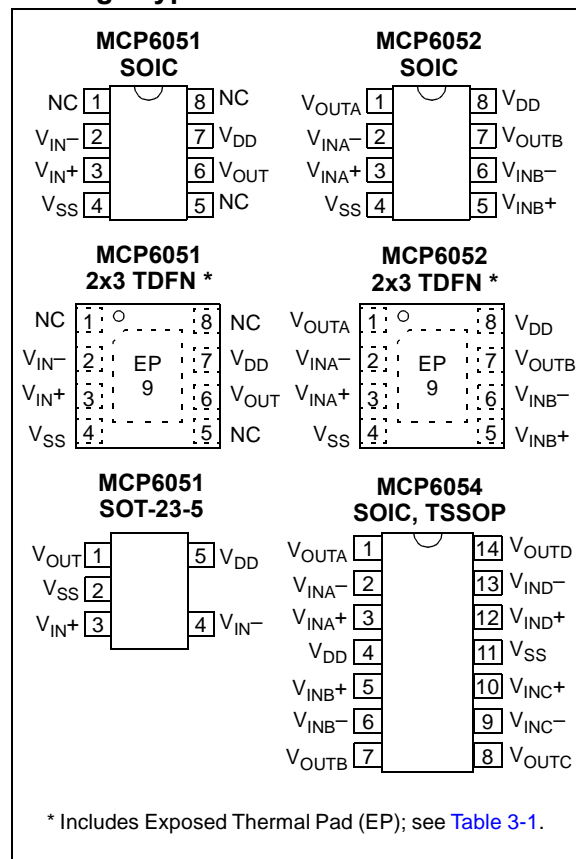 MCP6051
SOIC
NC 1 8 NC
VIN– 2 7 VDD
VIN+ 3 6 VOUT
VSS 4 5 NC
MCP6052
SOIC
VOUTA 1 8 VDD
VINA– 2 7 VOUTB
VINA+ 3 6 VINB–
VSS 4 5 VINB+
MCP6051
2x3 TDFN *
NC 1 8 NC
VIN– 2 EP 7 VDD
VIN+ 3 9 6 VOUT
VSS 4 5 NC
MCP6052
2x3 TDFN *
VOUTA 1 8 VDD
VINA– 2 EP 7 VOUTB
VINA+ 3 9 6 VINB–
VSS 4 5 VINB+
MCP6051
SOT-23-5
VOUT 1 5 VDD
VSS 2
VIN+ 3 4 VIN–
MCP6054
SOIC, TSSOP
VOUTA 1 14 VOUTD
VINA– 2 13 VIND–
VINA+ 3 12 VIND+
VDD 4 11 VSS
VINB+ 5 10 VINC+
VINB– 6 9 VINC–
VOUTB 7 8 VOUTC
* Includes Exposed Thermal Pad (EP); see Table 3-1.